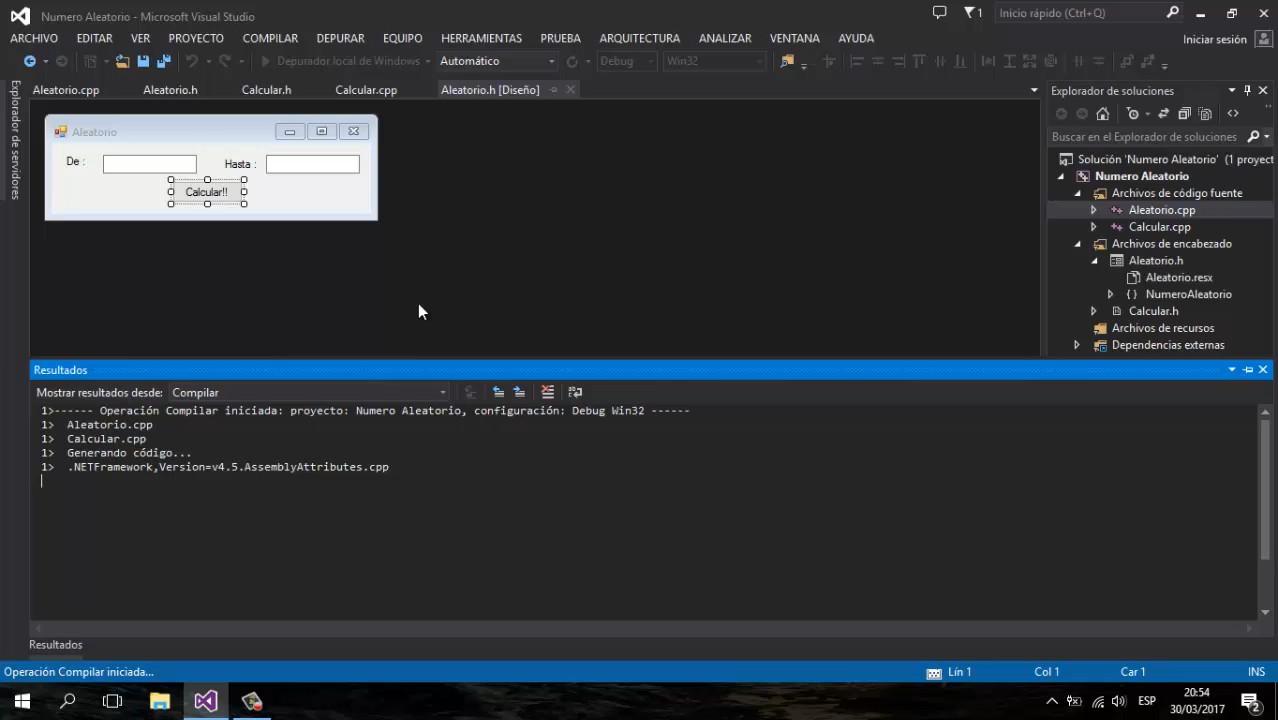 Numero Aleatorio - Microsoft Visual Studio
1
Inicio rápido (Ctrl+Q)
ARCHIVO EDITAR VER PROYECTO COMPILAR DEPURAR EQUIPO HERRAMIENTAS PRUEBA ARQUITECTURA ANALIZAR VENTANA AYUDA
Iniciar sesión
Depurador local de Windows Automático Debug Win32
Explorador de servidores
Aleatorio.cpp Aleatorio.h Calcular.h Calcular.cpp Aleatorio.h [Diseño]
Aleatorio
De :
Hasta :
Calcular!!
Explorador de soluciones
Buscar en el Explorador de soluciones
Solución 'Numero Aleatorio' (1 proyect
Numero Aleatorio
Archivos de código fuente
Aleatorio.cpp
Calcular.cpp
Archivos de encabezado
Aleatorio.h
Aleatorio.resx
{ } NumeroAleatorio
Calcular.h
Archivos de recursos
Dependencias externas
Resultados
Mostrar resultados desde: Compilar
1>------ Operación Compilar iniciada: proyecto: Numero Aleatorio, configuración: Debug Win32 ------
1> Aleatorio.cpp
1> Calcular.cpp
1> Generando código...
1> .NETFramework,Version=v4.5.AssemblyAttributes.cpp
Resultados
Operación Compilar iniciada...
Lín 1 Col 1 Car 1 INS
ESP
20:54
30/03/2017
2